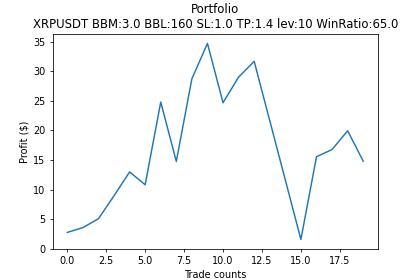 Portfolio
XRPUSDT BBM:3.0 BBL:160 SL:1.0 TP:1.4 lev:10 WinRatio:65.0
35
30
25
20
15
10
5
0
Profit ($)
0.0 2.5 5.0 7.5 10.0 12.5 15.0 17.5
Trade counts